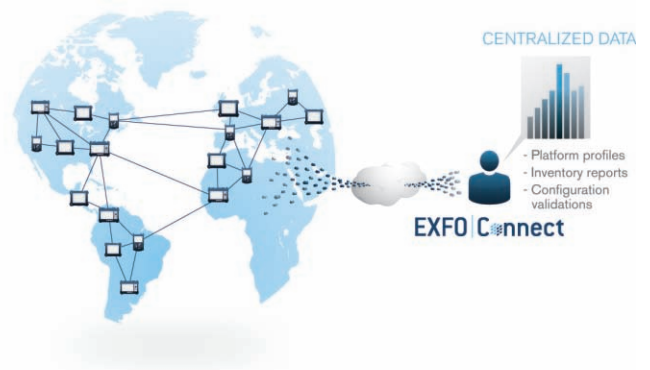 CENTRALIZED DATA
- Platform profiles
- Inventory reports
- Configuration
validations
EXFO Connect